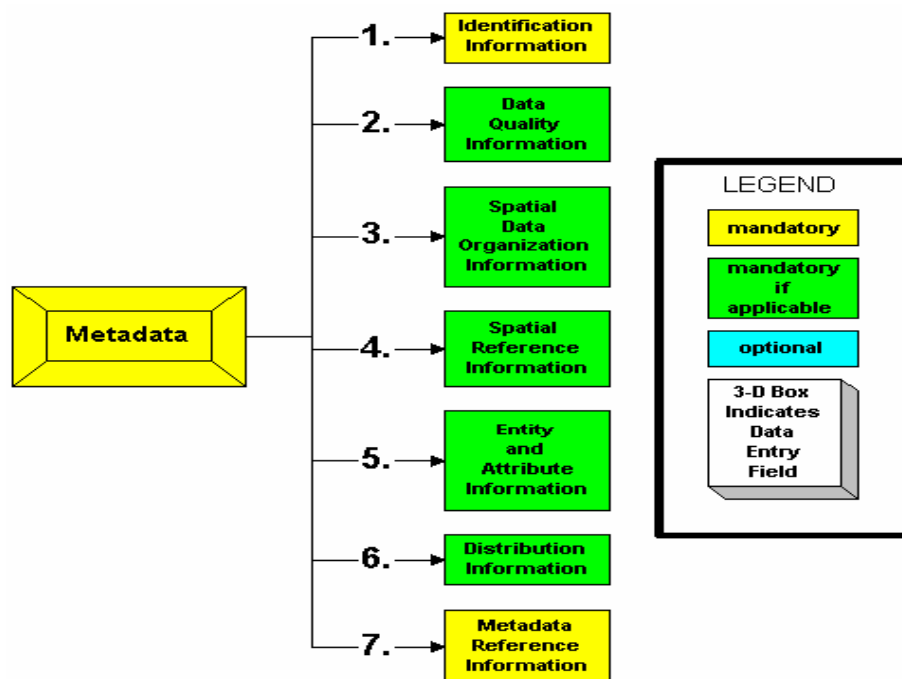 1.
Identification
Information
2.
Data
Quality
Information
3.
Spatial
Data
Organization
Information
Metadata
4.
Spatial
Reference
Information
5.
Entity
and
Attribute
Information
6.
Distribution
Information
7.
Metadada
Reference
Information
LEGEND
mandatory
mandatory
if
applicable
optional
3-D Box
Indicates
Data
Entry
Field